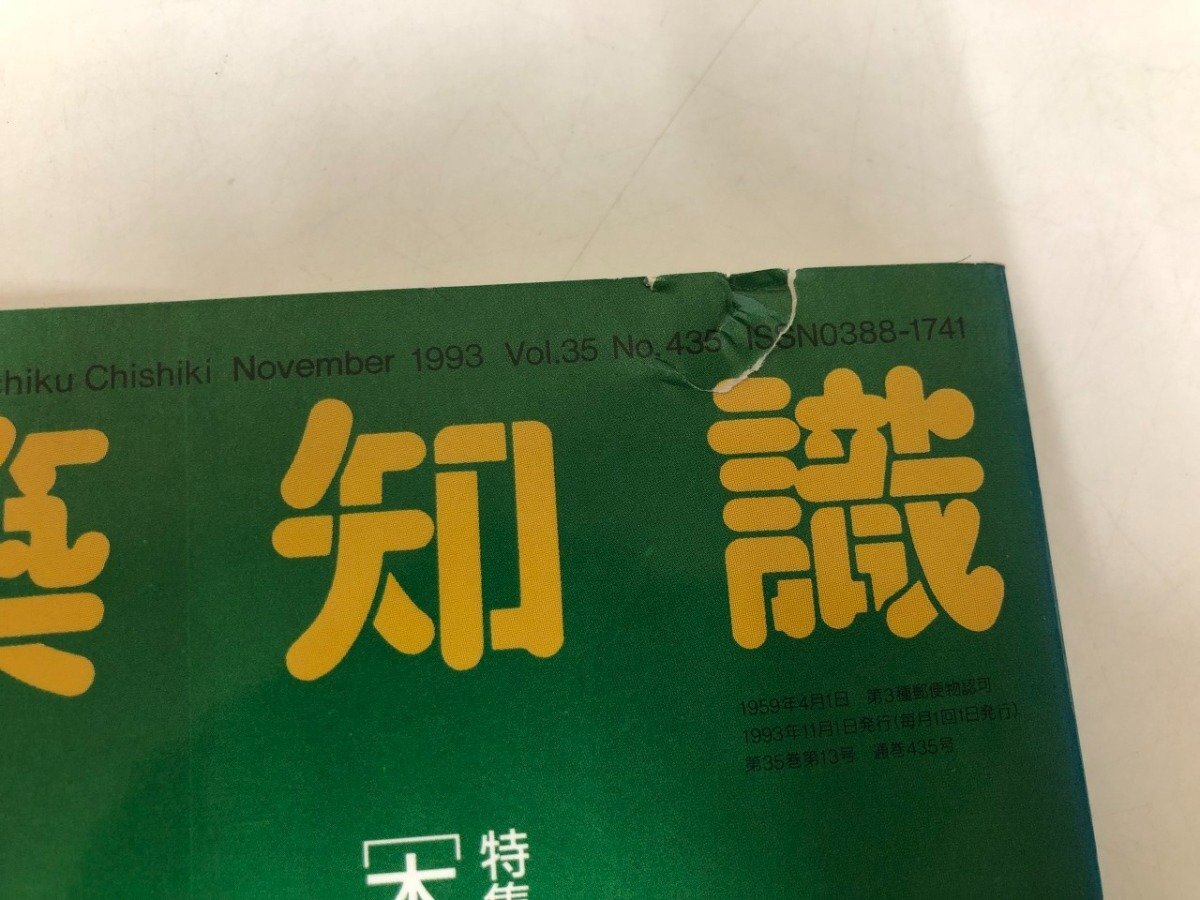 chiku Chishiki November 1993 Vol.35 No.435 ISSN0388-1741
築知識
1959年4月1日 第3種郵便物認可
1993年11月1日発行(毎月1回1日発行)
第35巻第13号 通巻435号
特集
[木